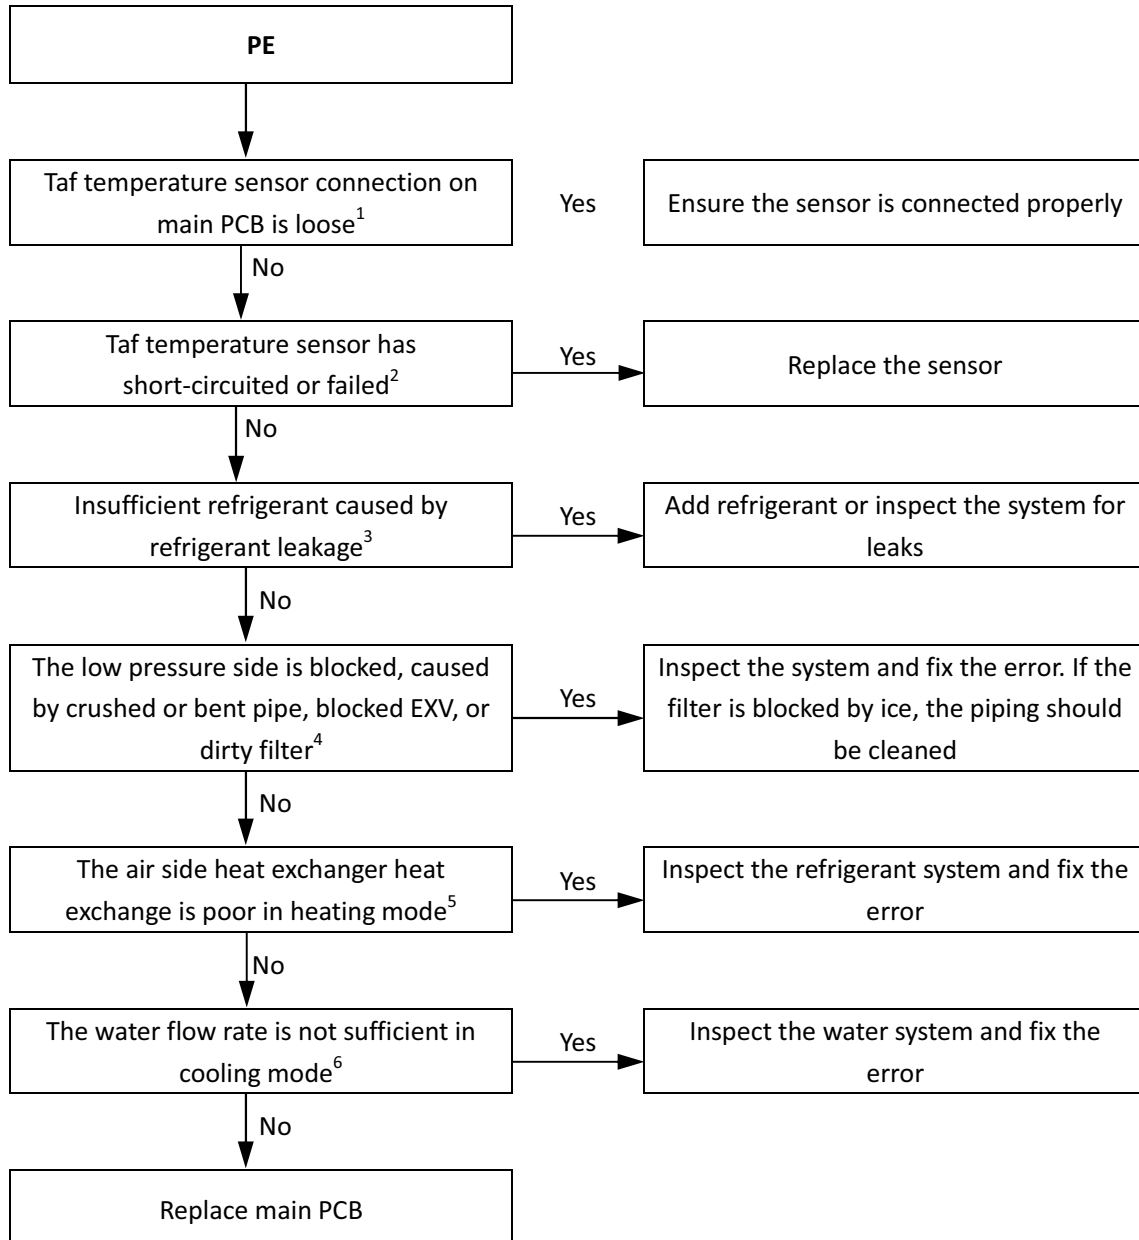 PE
Taf temperature sensor connection on
main PCB is loose1
Yes
Ensure the sensor is connected properly
No
Taf temperature sensor has
short-circuited or failed2
Yes
Replace the sensor
No
Insufficient refrigerant caused by
refrigerant leakage3
Yes
Add refrigerant or inspect the system for
leaks
No
The low pressure side is blocked, caused
by crushed or bent pipe, blocked EXV, or
dirty filter4
Yes
Inspect the system and fix the error. If the
filter is blocked by ice, the piping should
be cleaned
No
The air side heat exchanger heat
exchange is poor in heating mode5
Yes
Inspect the refrigerant system and fix the
error
No
The water flow rate is not sufficient in
cooling mode6
Yes
Inspect the water system and fix the
error
No
Replace main PCB